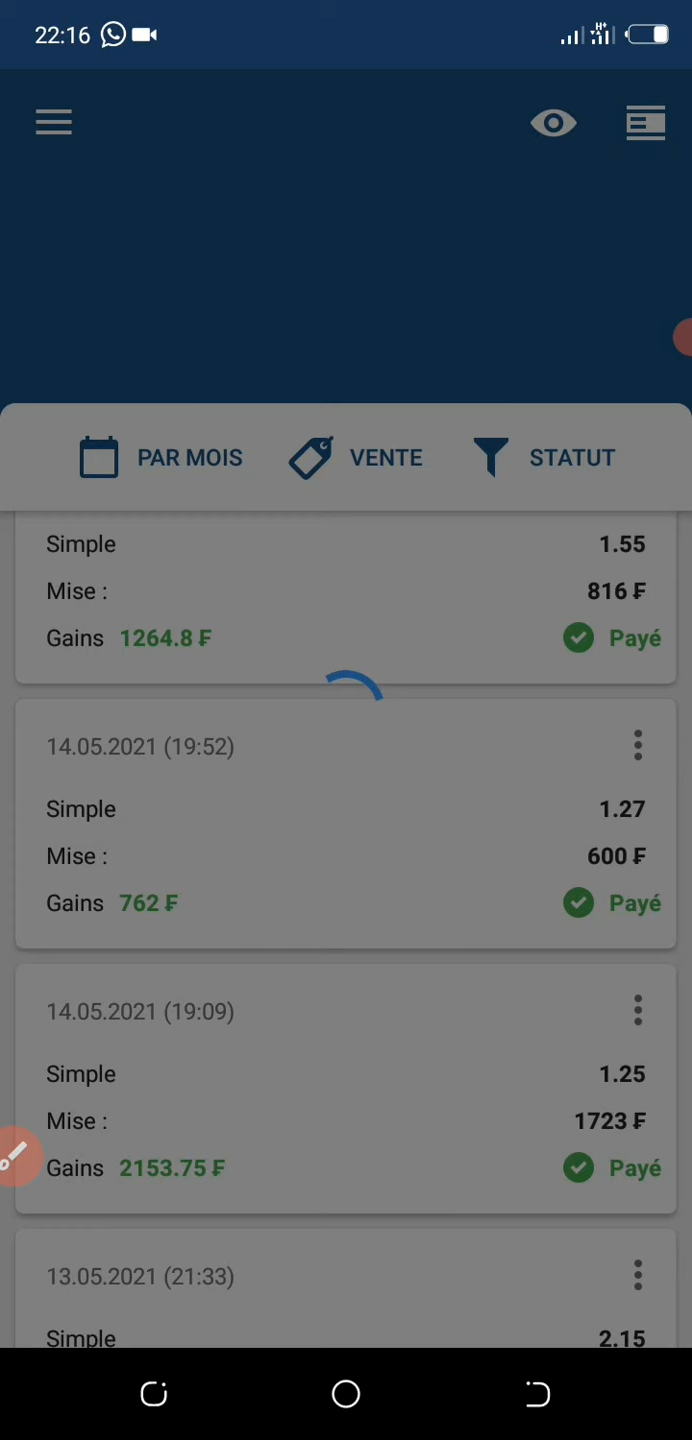 22:16
H+
PAR MOIS VENTE STATUT
Simple 1.55
Mise : 816 ₣
Gains 1264.8 ₣ Payé
14.05.2021 (19:52)
Simple 1.27
Mise : 600 ₣
Gains 762 ₣ Payé
14.05.2021 (19:09)
Simple 1.25
Mise : 1723 ₣
Gains 2153.75 ₣ Payé
13.05.2021 (21:33)
Simple 2.15